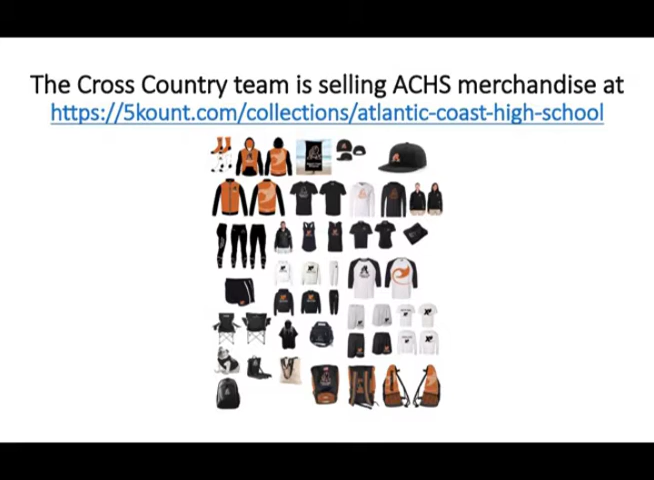 The Cross Country team is selling ACHS merchandise at
https://5kount.com/collections/atlantic-coast-high-school